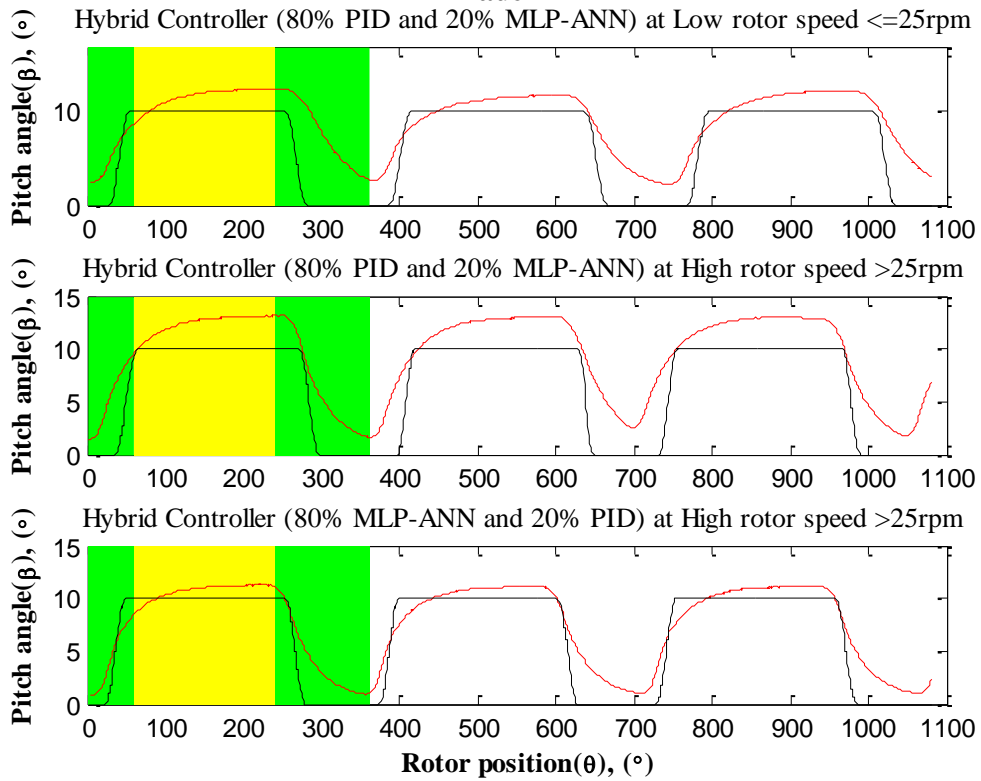 Hybrid Controller (80% PID and 20% MLP-ANN) at Low rotor speed <=25rpm
Pitch angle(β), (°)
10
0
0 100 200 300 400 500 600 700 800 900 1000 1100
Hybrid Controller (80% PID and 20% MLP-ANN) at High rotor speed >25rpm
Pitch angle(β), (°)
15
10
5
0
0 100 200 300 400 500 600 700 800 900 1000 1100
Hybrid Controller (80% MLP-ANN and 20% PID) at High rotor speed >25rpm
Pitch angle(β), (°)
15
10
5
0
0 100 200 300 400 500 600 700 800 900 1000 1100
Rotor position(θ), (°)